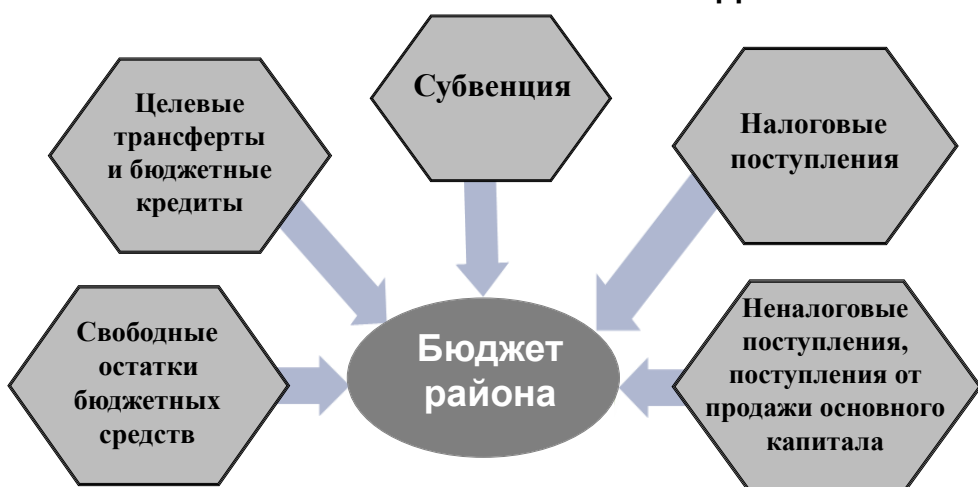 Целевые
трансферты
и бюджетные
кредиты
Субвенция
Налоговые
поступления
Свободные
остатки
бюджетных
средств
Бюджет
района
Неналоговые
поступления,
поступления от
продажи основного
капитала